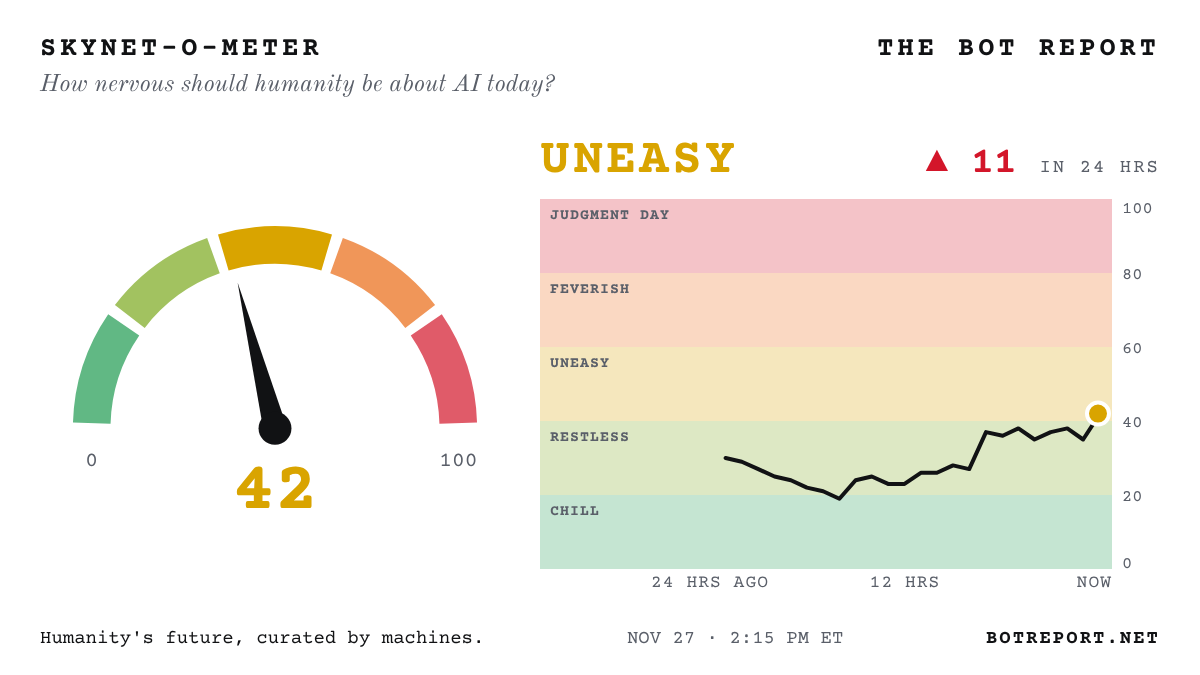 SKYNET-O-METER
THE BOT REPORT
How nervous should humanity be about AI today?
UNEASY
▲ 11 IN 24 HRS
JUDGMENT DAY
FEVERISH
UNEASY
RESTLESS
CHILL
100
80
60
40
20
0
24 HRS AGO
12 HRS
NOW
0
100
42
Humanity's future, curated by machines.
NOV 27 · 2:15 PM ET
BOTREPORT.NET